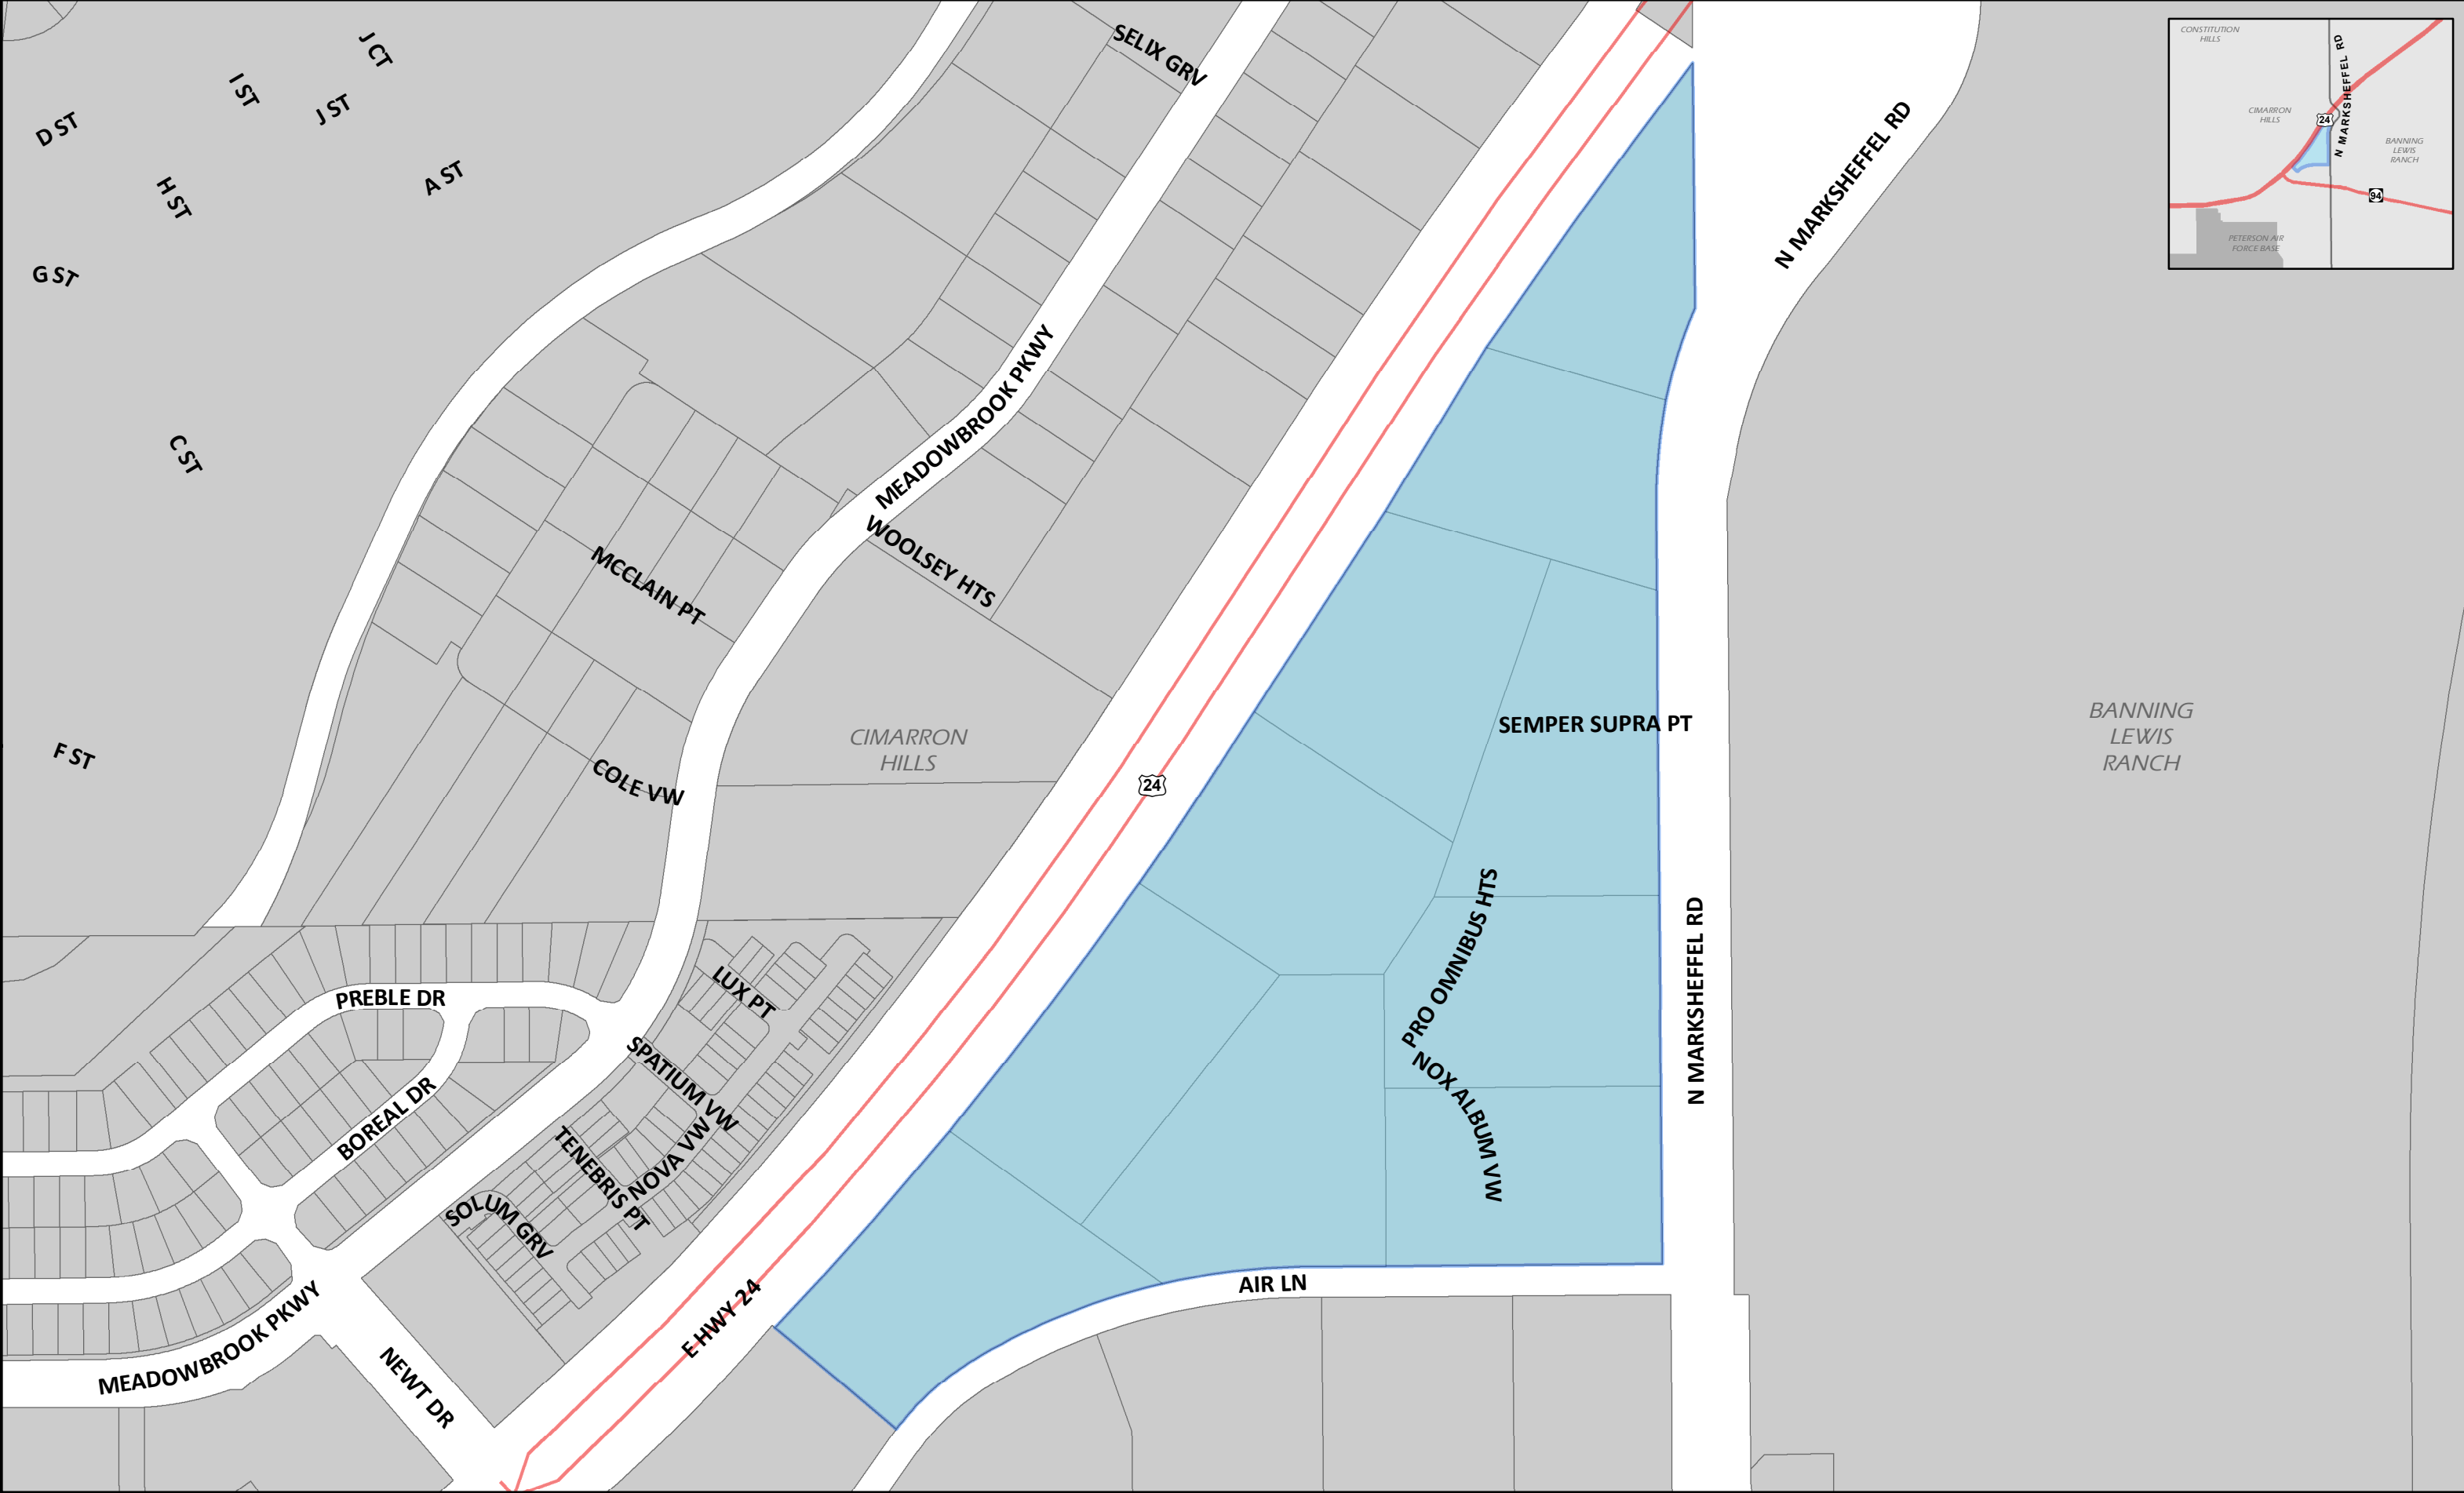 J CT
SELIX GRV
I ST
J ST
D ST
A ST
H ST
G ST
C ST
F ST
N MARKSHEFFEL RD
MEADOWBROOK PKWY
WOOLSEY HTS
MCCLAIN PT
COLE VW
CIMARRON
HILLS
24
SEMPER SUPRA PT
BANNING
LEWIS
RANCH
PRO OMNIBUS HTS
NOX ALBUM VW
N MARKSHEFFEL RD
PREBLE DR
BOREAL DR
LUX PT
SPATIUM VW
NOVA VW
TENEBRIS PT
SOLUM GRV
AIR LN
E HWY 24
MEADOWBROOK PKWY
NEWT DR
CONSTITUTION
HILLS
N MARKSHEFFEL RD
CIMARRON
HILLS
24
BANNING
LEWIS
RANCH
94
PETERSON AIR
FORCE BASE